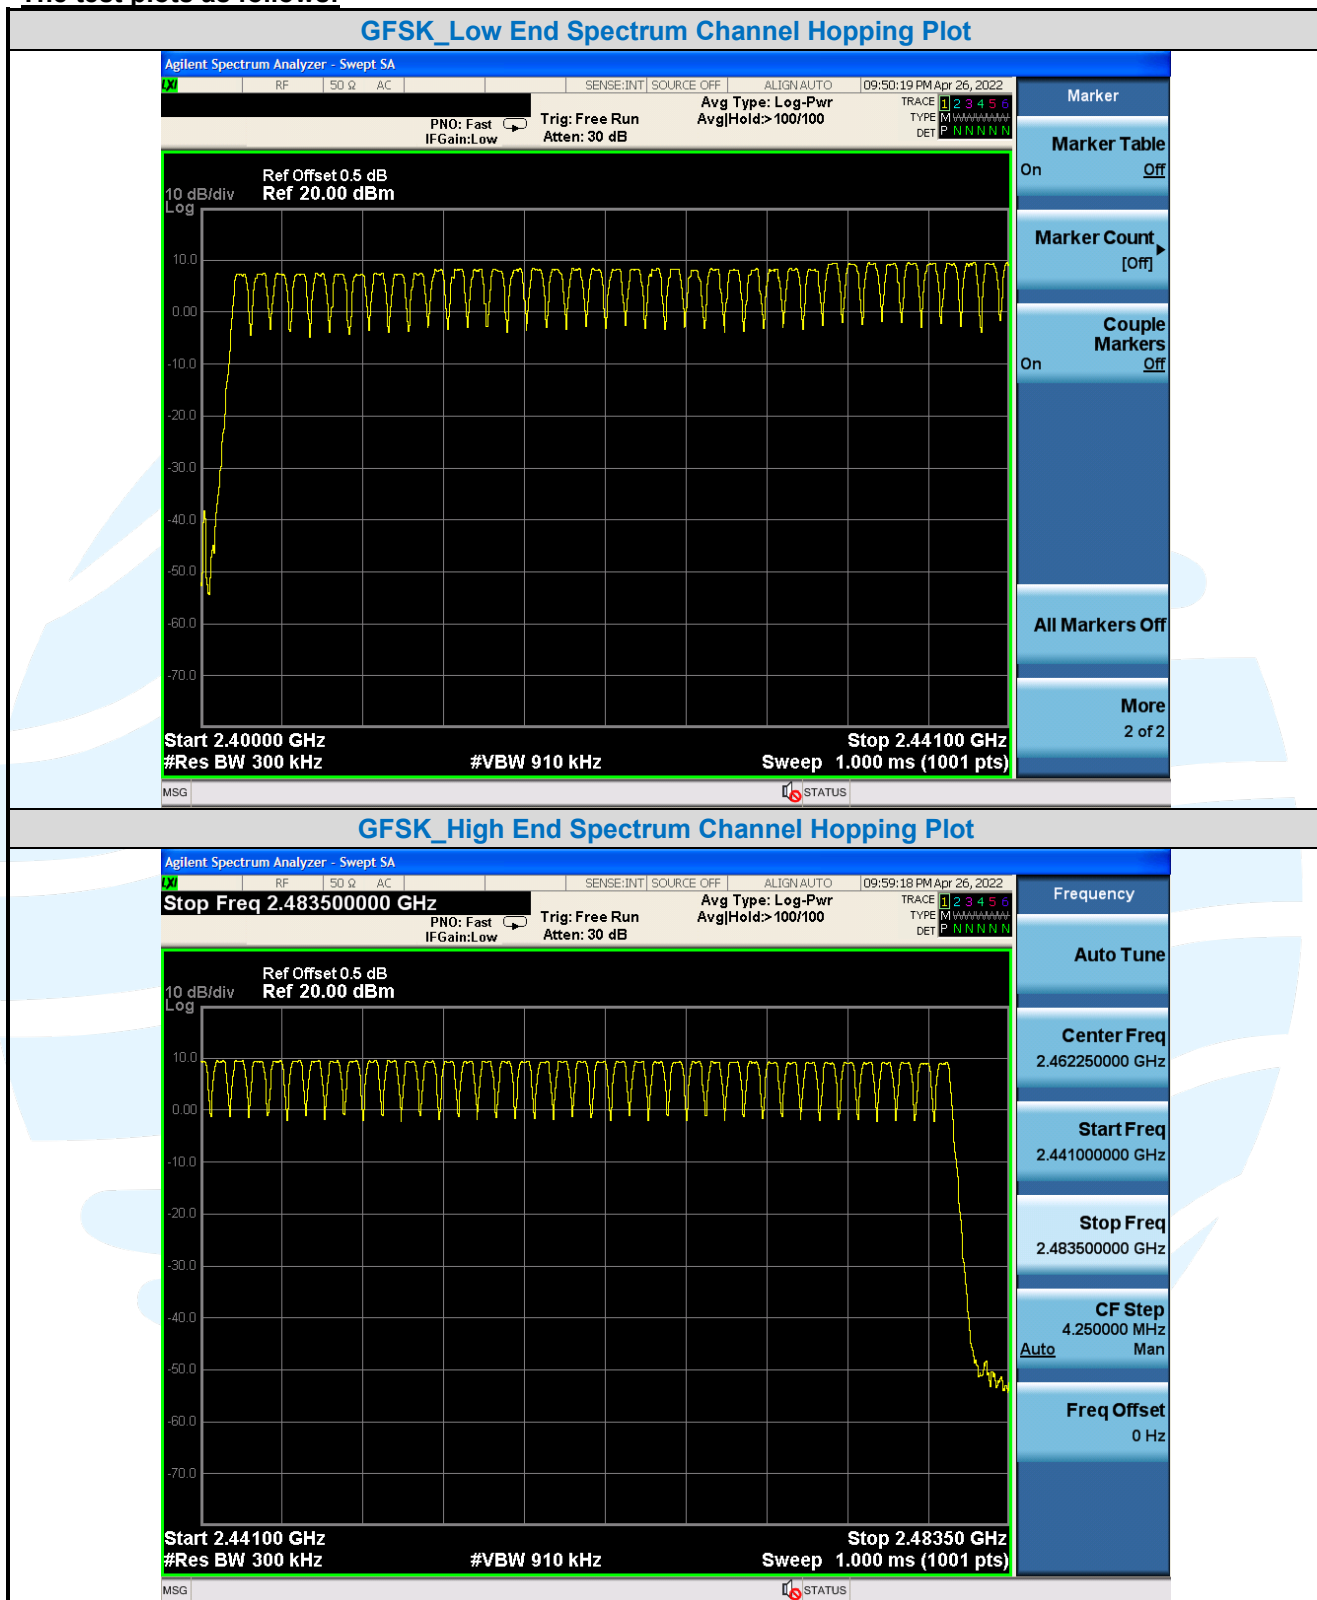 The test plots as follows:
GFSK_Low End Spectrum Channel Hopping Plot
Agilent Spectrum Analyzer - Swept SA
LXI RF 50 Ω AC SENSE:INT SOURCE OFF ALIGN AUTO 09:50:19 PM Apr 26, 2022
Avg Type: Log-Pwr
Avg|Hold:>100/100
TRACE 1 2 3 4 5 6
TYPE M
DET P N N N N N
PNO: Fast
IFGain:Low
Trig: Free Run
Atten: 30 dB
Ref Offset 0.5 dB
10 dB/div Ref 20.00 dBm
Log
10.0
0.00
-10.0
-20.0
-30.0
-40.0
-50.0
-60.0
-70.0
Start 2.40000 GHz Stop 2.44100 GHz
#Res BW 300 kHz #VBW 910 kHz Sweep 1.000 ms (1001 pts)
MSG STATUS
Marker
Marker Table
On Off
Marker Count
[Off]
Couple
Markers
On Off
All Markers Off
More
2 of 2
GFSK_High End Spectrum Channel Hopping Plot
Agilent Spectrum Analyzer - Swept SA
LXI RF 50 Ω AC SENSE:INT SOURCE OFF ALIGN AUTO 09:59:18 PM Apr 26, 2022
Stop Freq 2.483500000 GHz
Avg Type: Log-Pwr
Avg|Hold:>100/100
TRACE 1 2 3 4 5 6
TYPE M
DET P N N N N N
PNO: Fast
IFGain:Low
Trig: Free Run
Atten: 30 dB
Ref Offset 0.5 dB
10 dB/div Ref 20.00 dBm
Log
10.0
0.00
-10.0
-20.0
-30.0
-40.0
-50.0
-60.0
-70.0
Start 2.44100 GHz Stop 2.48350 GHz
#Res BW 300 kHz #VBW 910 kHz Sweep 1.000 ms (1001 pts)
MSG STATUS
Frequency
Auto Tune
Center Freq
2.462250000 GHz
Start Freq
2.441000000 GHz
Stop Freq
2.483500000 GHz
CF Step
4.250000 MHz
Auto Man
Freq Offset
0 Hz